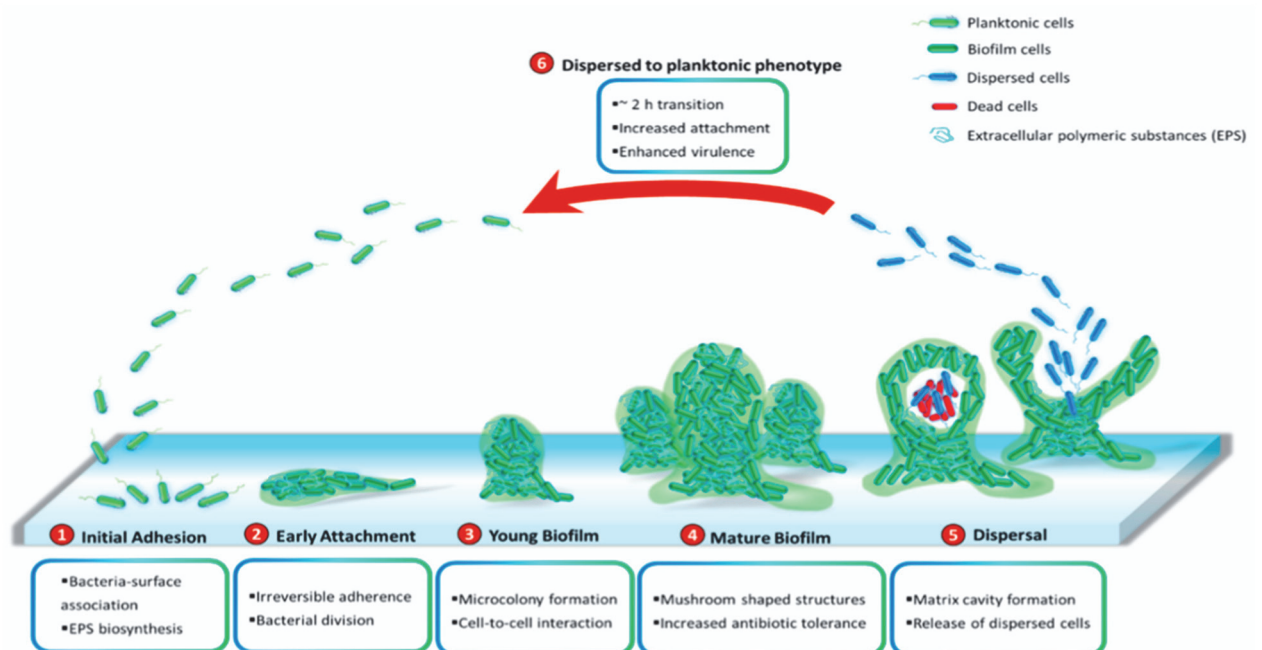 Planktonic cells
Biofilm cells
Dispersed cells
Dead cells
Extracellular polymeric substances (EPS)
6 Dispersed to planktonic phenotype
▪~ 2 h transition
▪Increased attachment
▪Enhanced virulence
1 Initial Adhesion
▪Bacteria-surface
association
▪EPS biosynthesis
2 Early Attachment
▪Irreversible adherence
▪Bacterial division
3 Young Biofilm
▪Microcolony formation
▪Cell-to-cell interaction
4 Mature Biofilm
▪Mushroom shaped structures
▪Increased antibiotic tolerance
5 Dispersal
▪Matrix cavity formation
▪Release of dispersed cells